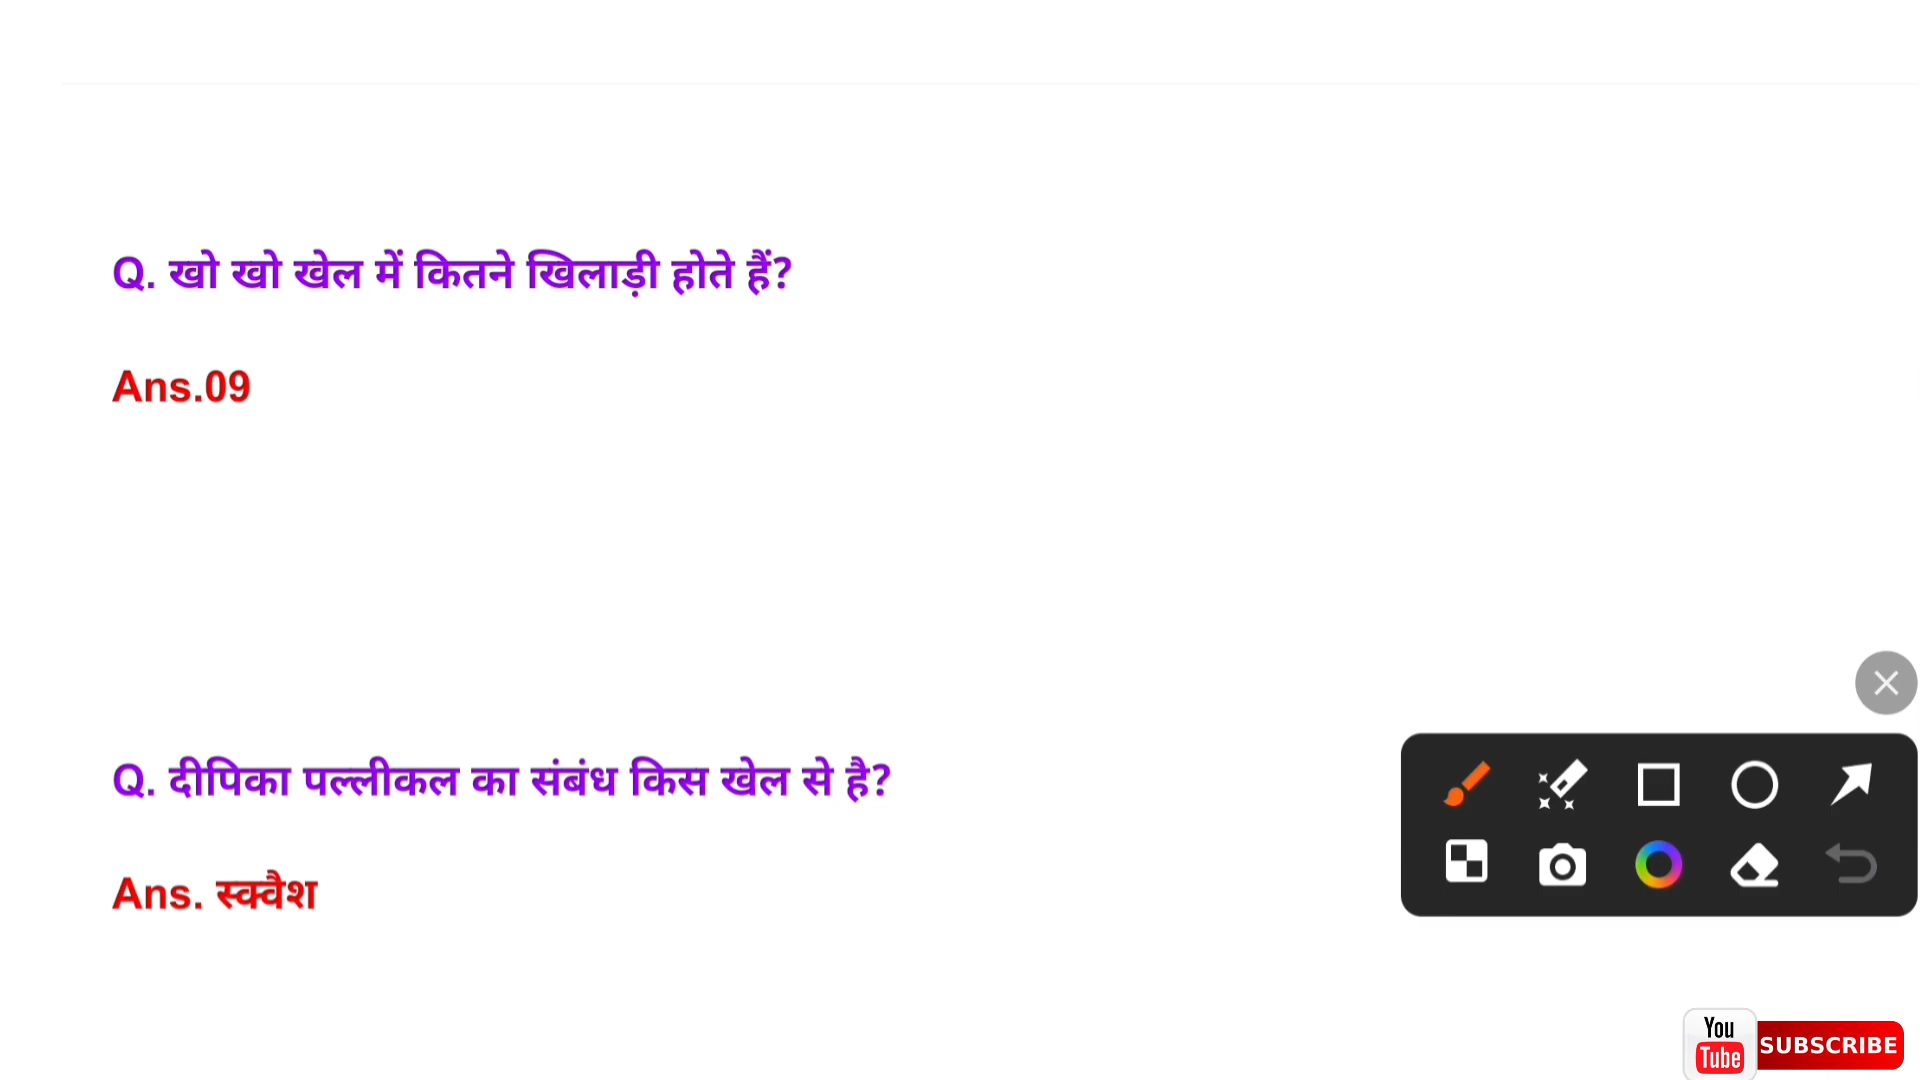 Q. खो खो खेल में कितने खिलाड़ी होते हैं?
Ans.09
Q. दीपिका पल्लीकल का संबंध किस खेल से है?
Ans. स्क्वैश
You
Tube SUBSCRIBE